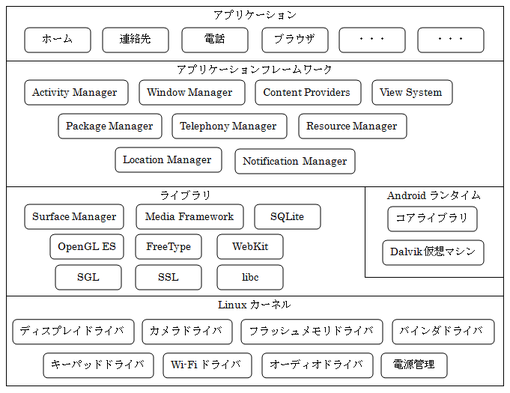 アプリケーション
ホーム 連絡先 電話 ブラウザ ・・・ ・・・
アプリケーションフレームワーク
Activity Manager Window Manager Content Providers View System
Package Manager Telephony Manager Resource Manager
Location Manager Notification Manager
ライブラリ
Surface Manager Media Framework SQLite
OpenGL ES FreeType WebKit
SGL SSL libc
Android ランタイム
コアライブラリ
Dalvik 仮想マシン
Linux カーネル
ディスプレイドライバ カメラドライバ フラッシュメモリドライバ バインダドライバ
キーパッドドライバ Wi-Fi ドライバ オーディオドライバ 電源管理